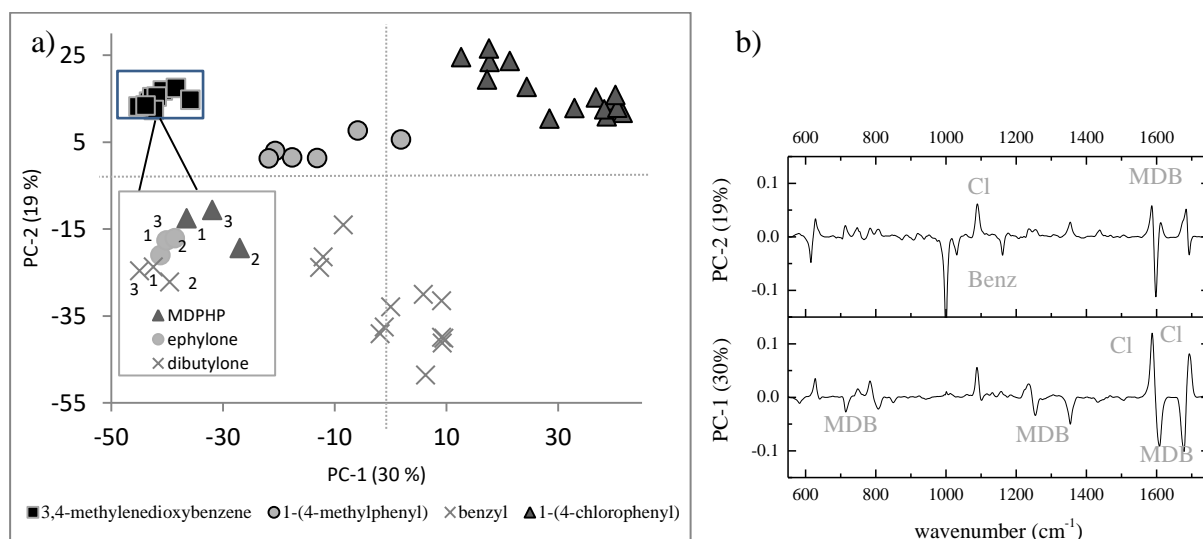 a)
25
5
-15
-35
-55
PC-2 (19 %)
3 3
1 1
2 2
3 1 2
MDPHP
ephylone
dibutylone
-50 -30 -10 10 30
PC-1 (30 %)
3,4-methylenedioxybenzene 1-(4-methylphenyl) benzyl 1-(4-chlorophenyl)
b)
600 800 1000 1200 1400 1600
0.1
0.0
-0.1
PC-2 (19%)
Cl MDB
Benz
0.1
0.0
-0.1
PC-1 (30%)
Cl Cl
MDB MDB MDB
600 800 1000 1200 1400 1600
wavenumber (cm⁻¹)